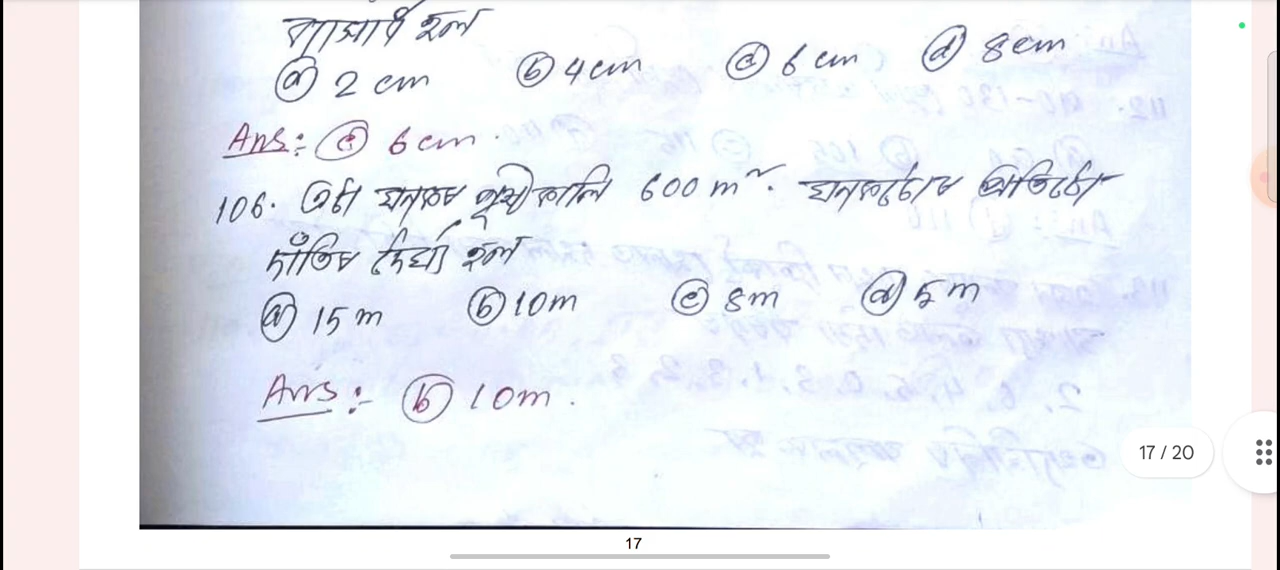 ব্যাসাৰ্ধ হ'ল
ⓐ 2 cm ⓑ 4 cm ⓒ 6 cm ⓓ 8 cm
Ans: ⓒ 6 cm.
106. এটা ঘনকৰ পৃষ্ঠকালি 600 m². ঘনকটোৰ প্ৰতিটো
দাঁতিৰ দৈৰ্ঘ্য হ'ল
ⓐ 15 m ⓑ 10 m ⓒ 8 m ⓓ 5 m
Ans:- ⓑ 10 m.
17 / 20
17